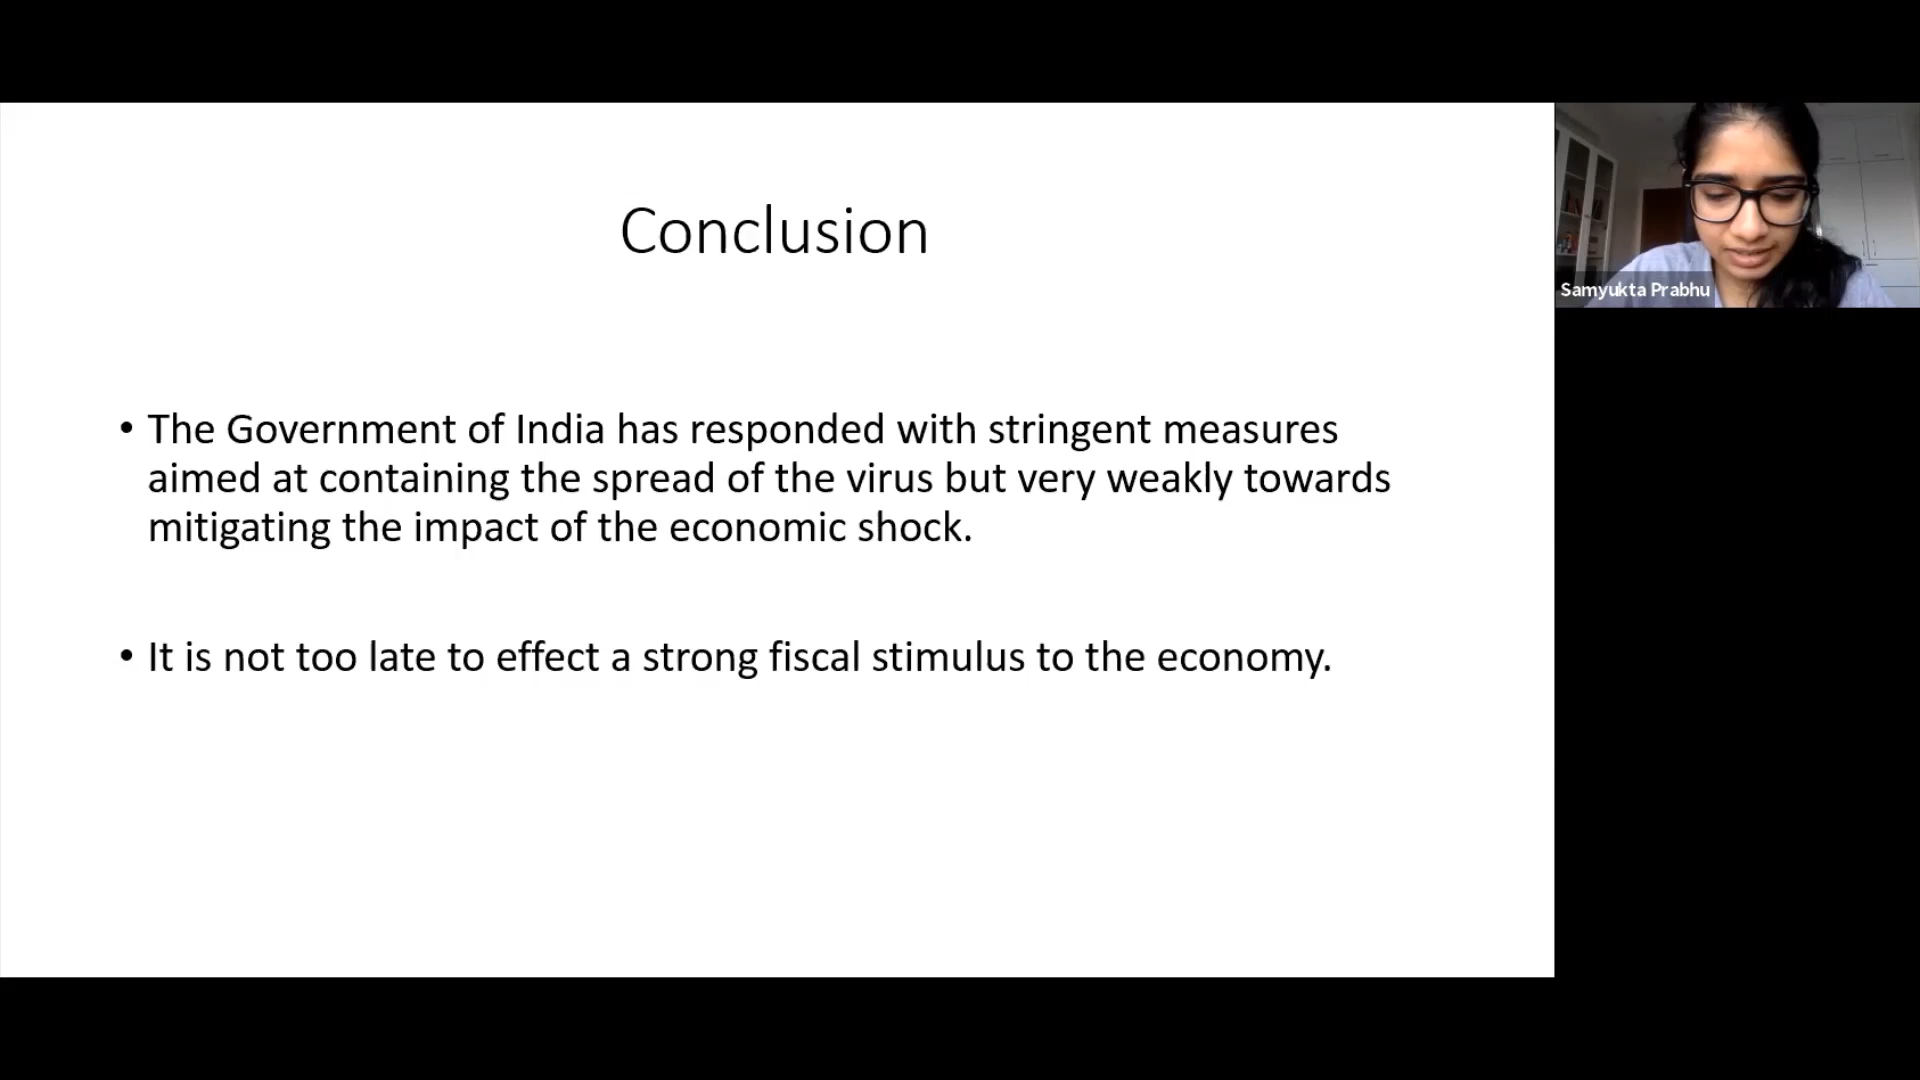 Conclusion
• The Government of India has responded with stringent measures
aimed at containing the spread of the virus but very weakly towards
mitigating the impact of the economic shock.
• It is not too late to effect a strong fiscal stimulus to the economy.
Samyukta Prabhu